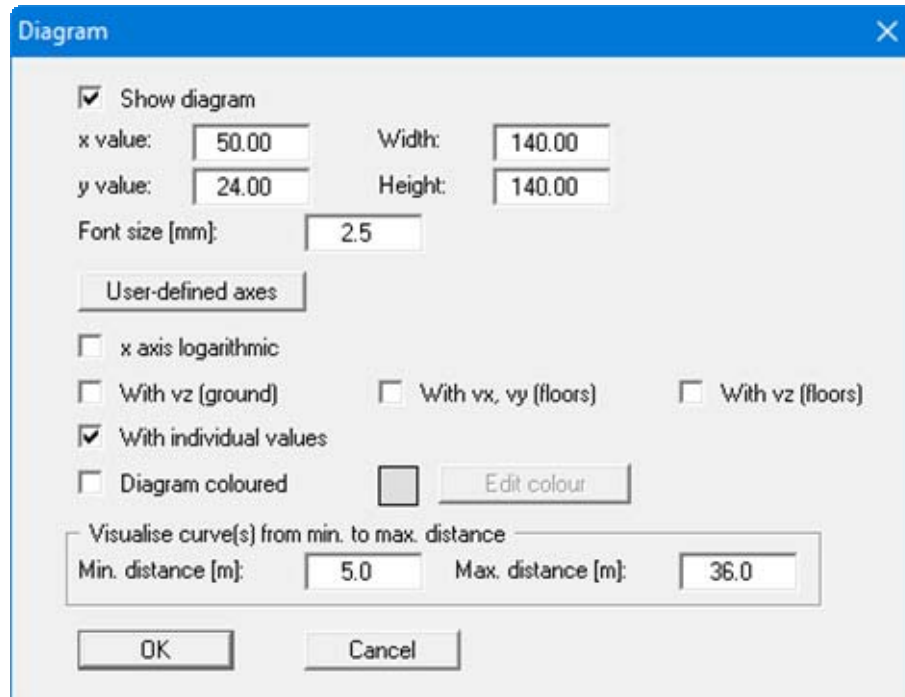 Diagram
Show diagram
x value: 50.00 Width: 140.00
y value: 24.00 Height: 140.00
Font size [mm]: 2.5
User-defined axes
x axis logarithmic
With vz (ground) With vx, vy (floors) With vz (floors)
With individual values
Diagram coloured Edit colour
Visualise curve(s) from min. to max. distance
Min. distance [m]: 5.0 Max. distance [m]: 36.0
OK Cancel